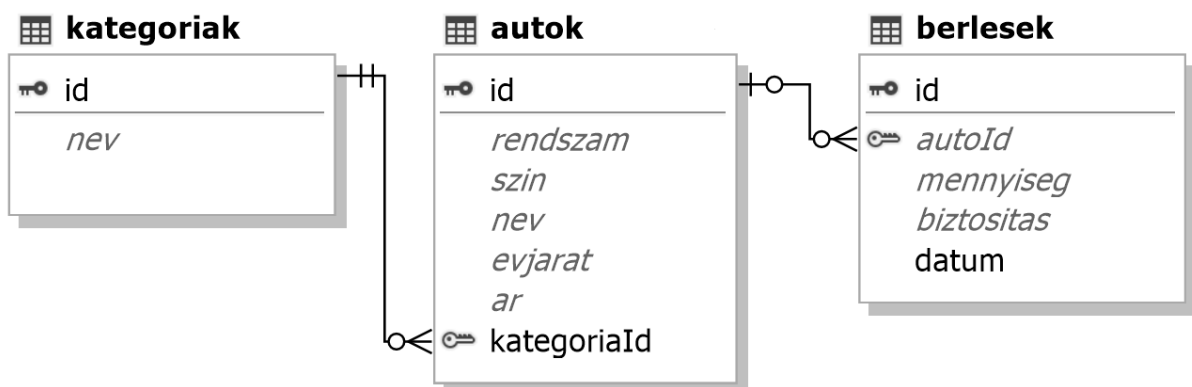 kategoriak
id
nev
autok
id
rendszam
szin
nev
evjarat
ar
kategoriaId
berlesek
id
autoId
mennyiseg
biztositas
datum